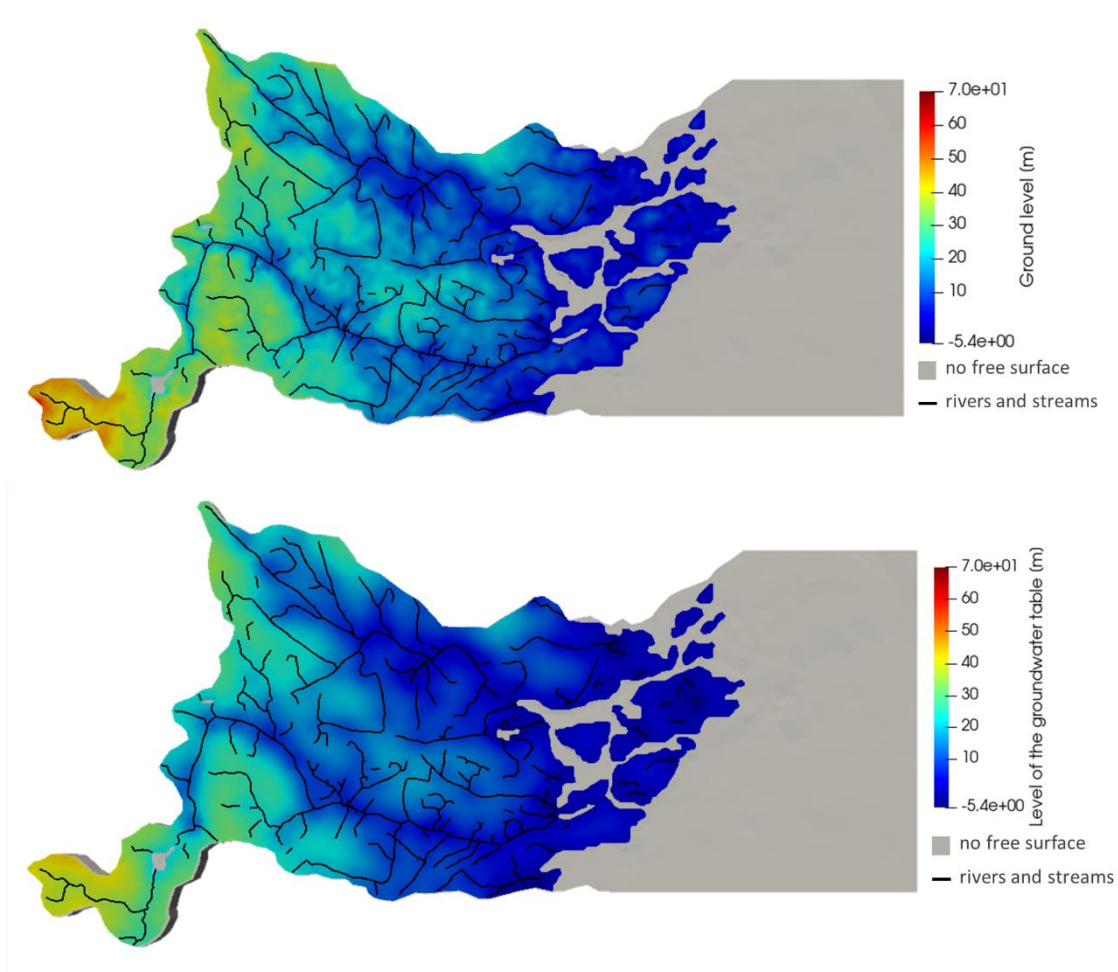 7.0e+01
60
50
40
30
20
10
-5.4e+00
Ground level (m)
no free surface
rivers and streams
7.0e+01
60
50
40
30
20
10
-5.4e+00
Level of the groundwater table (m)
no free surface
rivers and streams